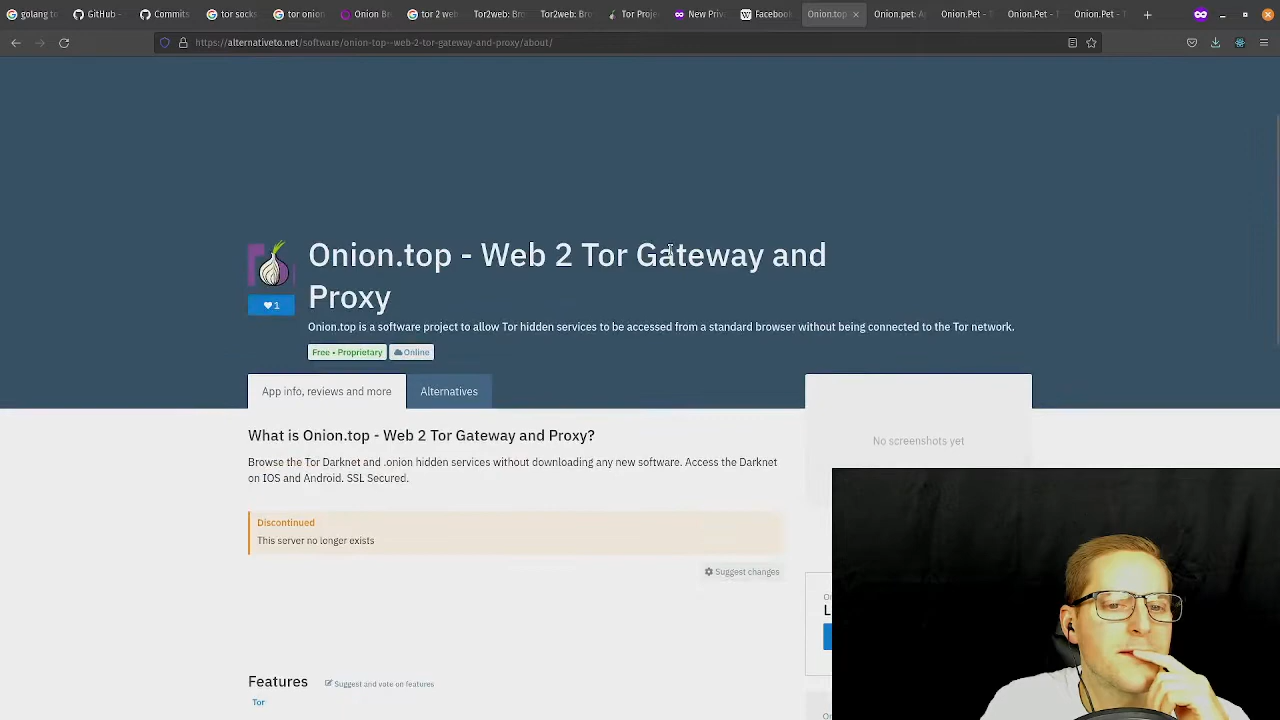 golang to
GitHub -
Commits
tor socks
tor onion
Onion Br
tor 2 web
Tor2web: Bro
Tor2web: Bro
Tor Proje
New Priv
Facebook
Onion.top
Onion.pet: A
Onion.Pet - T
Onion.Pet - T
Onion.Pet - T
https://alternativeto.net/software/onion-top--web-2-tor-gateway-and-proxy/about/
Onion.top - Web 2 Tor Gateway and
Proxy
1
Onion.top is a software project to allow Tor hidden services to be accessed from a standard browser without being connected to the Tor network.
Free • Proprietary
Online
App info, reviews and more
Alternatives
What is Onion.top - Web 2 Tor Gateway and Proxy?
No screenshots yet
Browse the Tor Darknet and .onion hidden services without downloading any new software. Access the Darknet
on IOS and Android. SSL Secured.
Discontinued
This server no longer exists
Suggest changes
Features
Suggest and vote on features
Tor